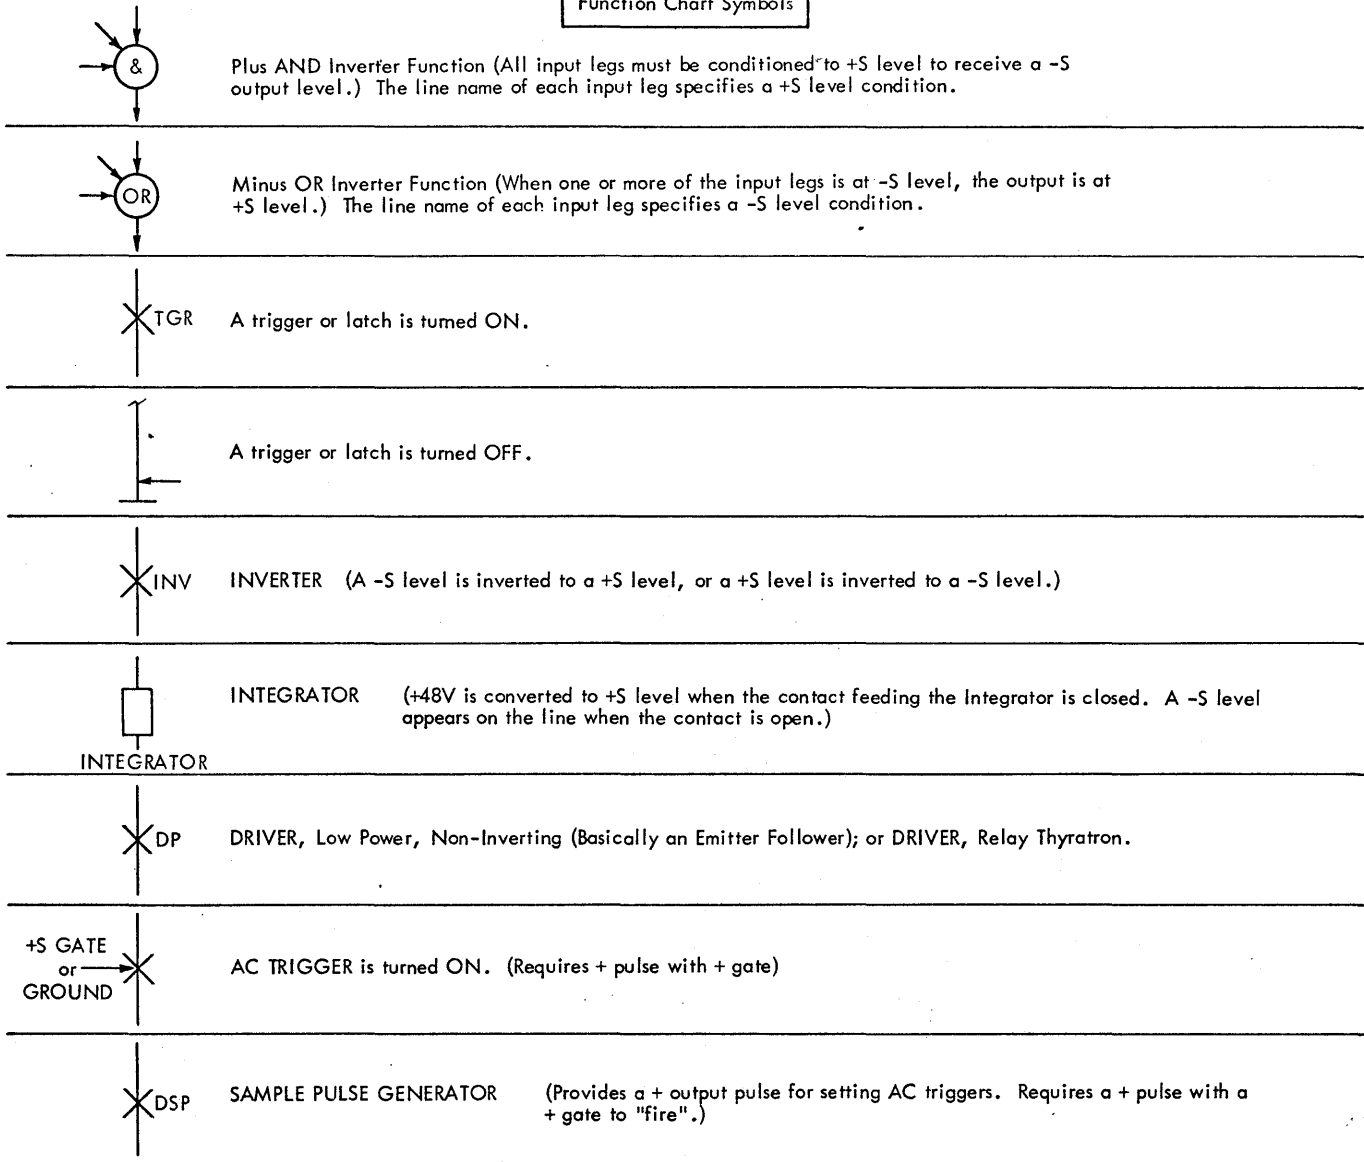 Function Chart Symbols
&
Plus AND Inverter Function (All input legs must be conditioned to +S level to receive a -S
output level.) The line name of each input leg specifies a +S level condition.
OR
Minus OR Inverter Function (When one or more of the input legs is at -S level, the output is at
+S level.) The line name of each input leg specifies a -S level condition.
TGR A trigger or latch is turned ON.
A trigger or latch is turned OFF.
INV INVERTER (A -S level is inverted to a +S level, or a +S level is inverted to a -S level.)
INTEGRATOR (+48V is converted to +S level when the contact feeding the Integrator is closed. A -S level
appears on the line when the contact is open.)
INTEGRATOR
DP DRIVER, Low Power, Non-Inverting (Basically an Emitter Follower); or DRIVER, Relay Thyratron.
+S GATE
or
GROUND
AC TRIGGER is turned ON. (Requires + pulse with + gate)
DSP SAMPLE PULSE GENERATOR (Provides a + output pulse for setting AC triggers. Requires a + pulse with a
+ gate to "fire".)